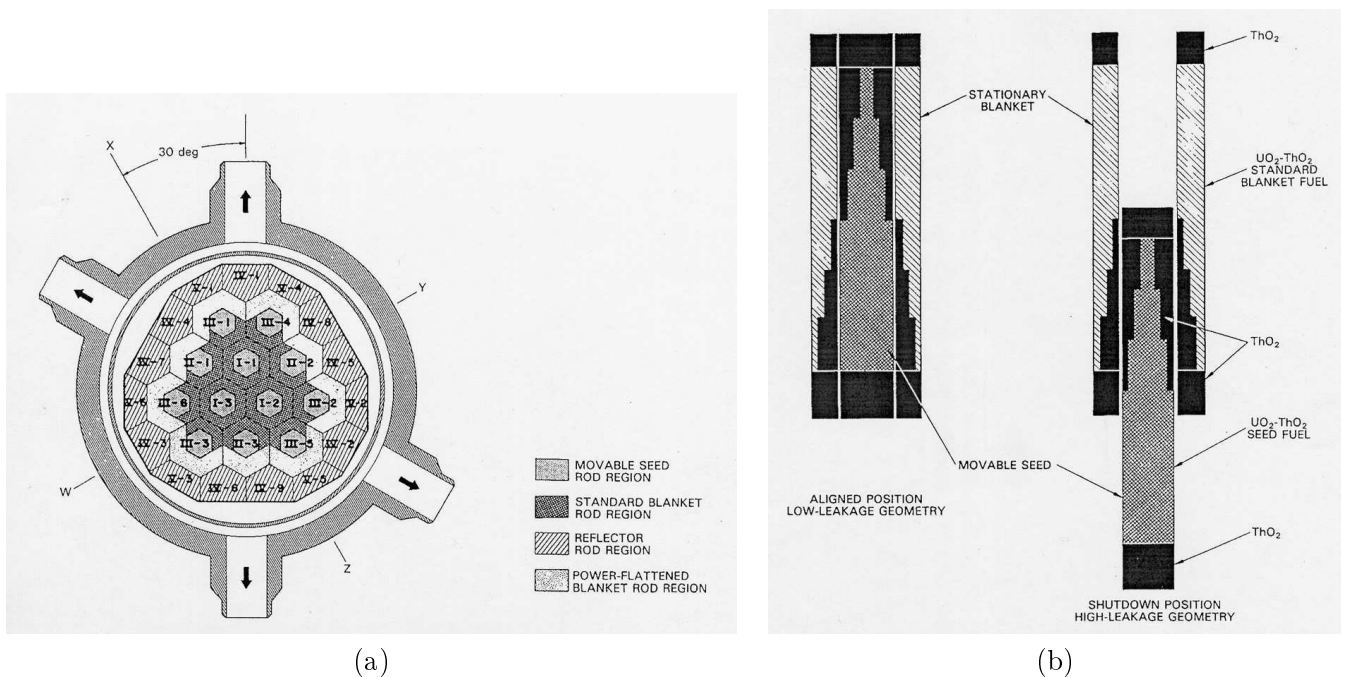 X
30 deg
Y
W
Z
IV-1
V-1
V-4
IV-4
III-1
III-4
IV-8
IV-7
II-1
I-1
II-2
IV-5
V-6
III-6
I-3
I-2
III-2
V-2
IV-3
III-3
II-3
III-5
IV-2
V-3
IV-6
IV-9
V-5
MOVABLE SEED
ROD REGION
STANDARD BLANKET
ROD REGION
REFLECTOR
ROD REGION
POWER-FLATTENED
BLANKET ROD REGION
(a)
ThO2
STATIONARY
BLANKET
UO2-ThO2
STANDARD
BLANKET FUEL
ThO2
UO2-ThO2
SEED FUEL
MOVABLE SEED
ALIGNED POSITION
LOW-LEAKAGE GEOMETRY
ThO2
SHUTDOWN POSITION
HIGH-LEAKAGE GEOMETRY
(b)